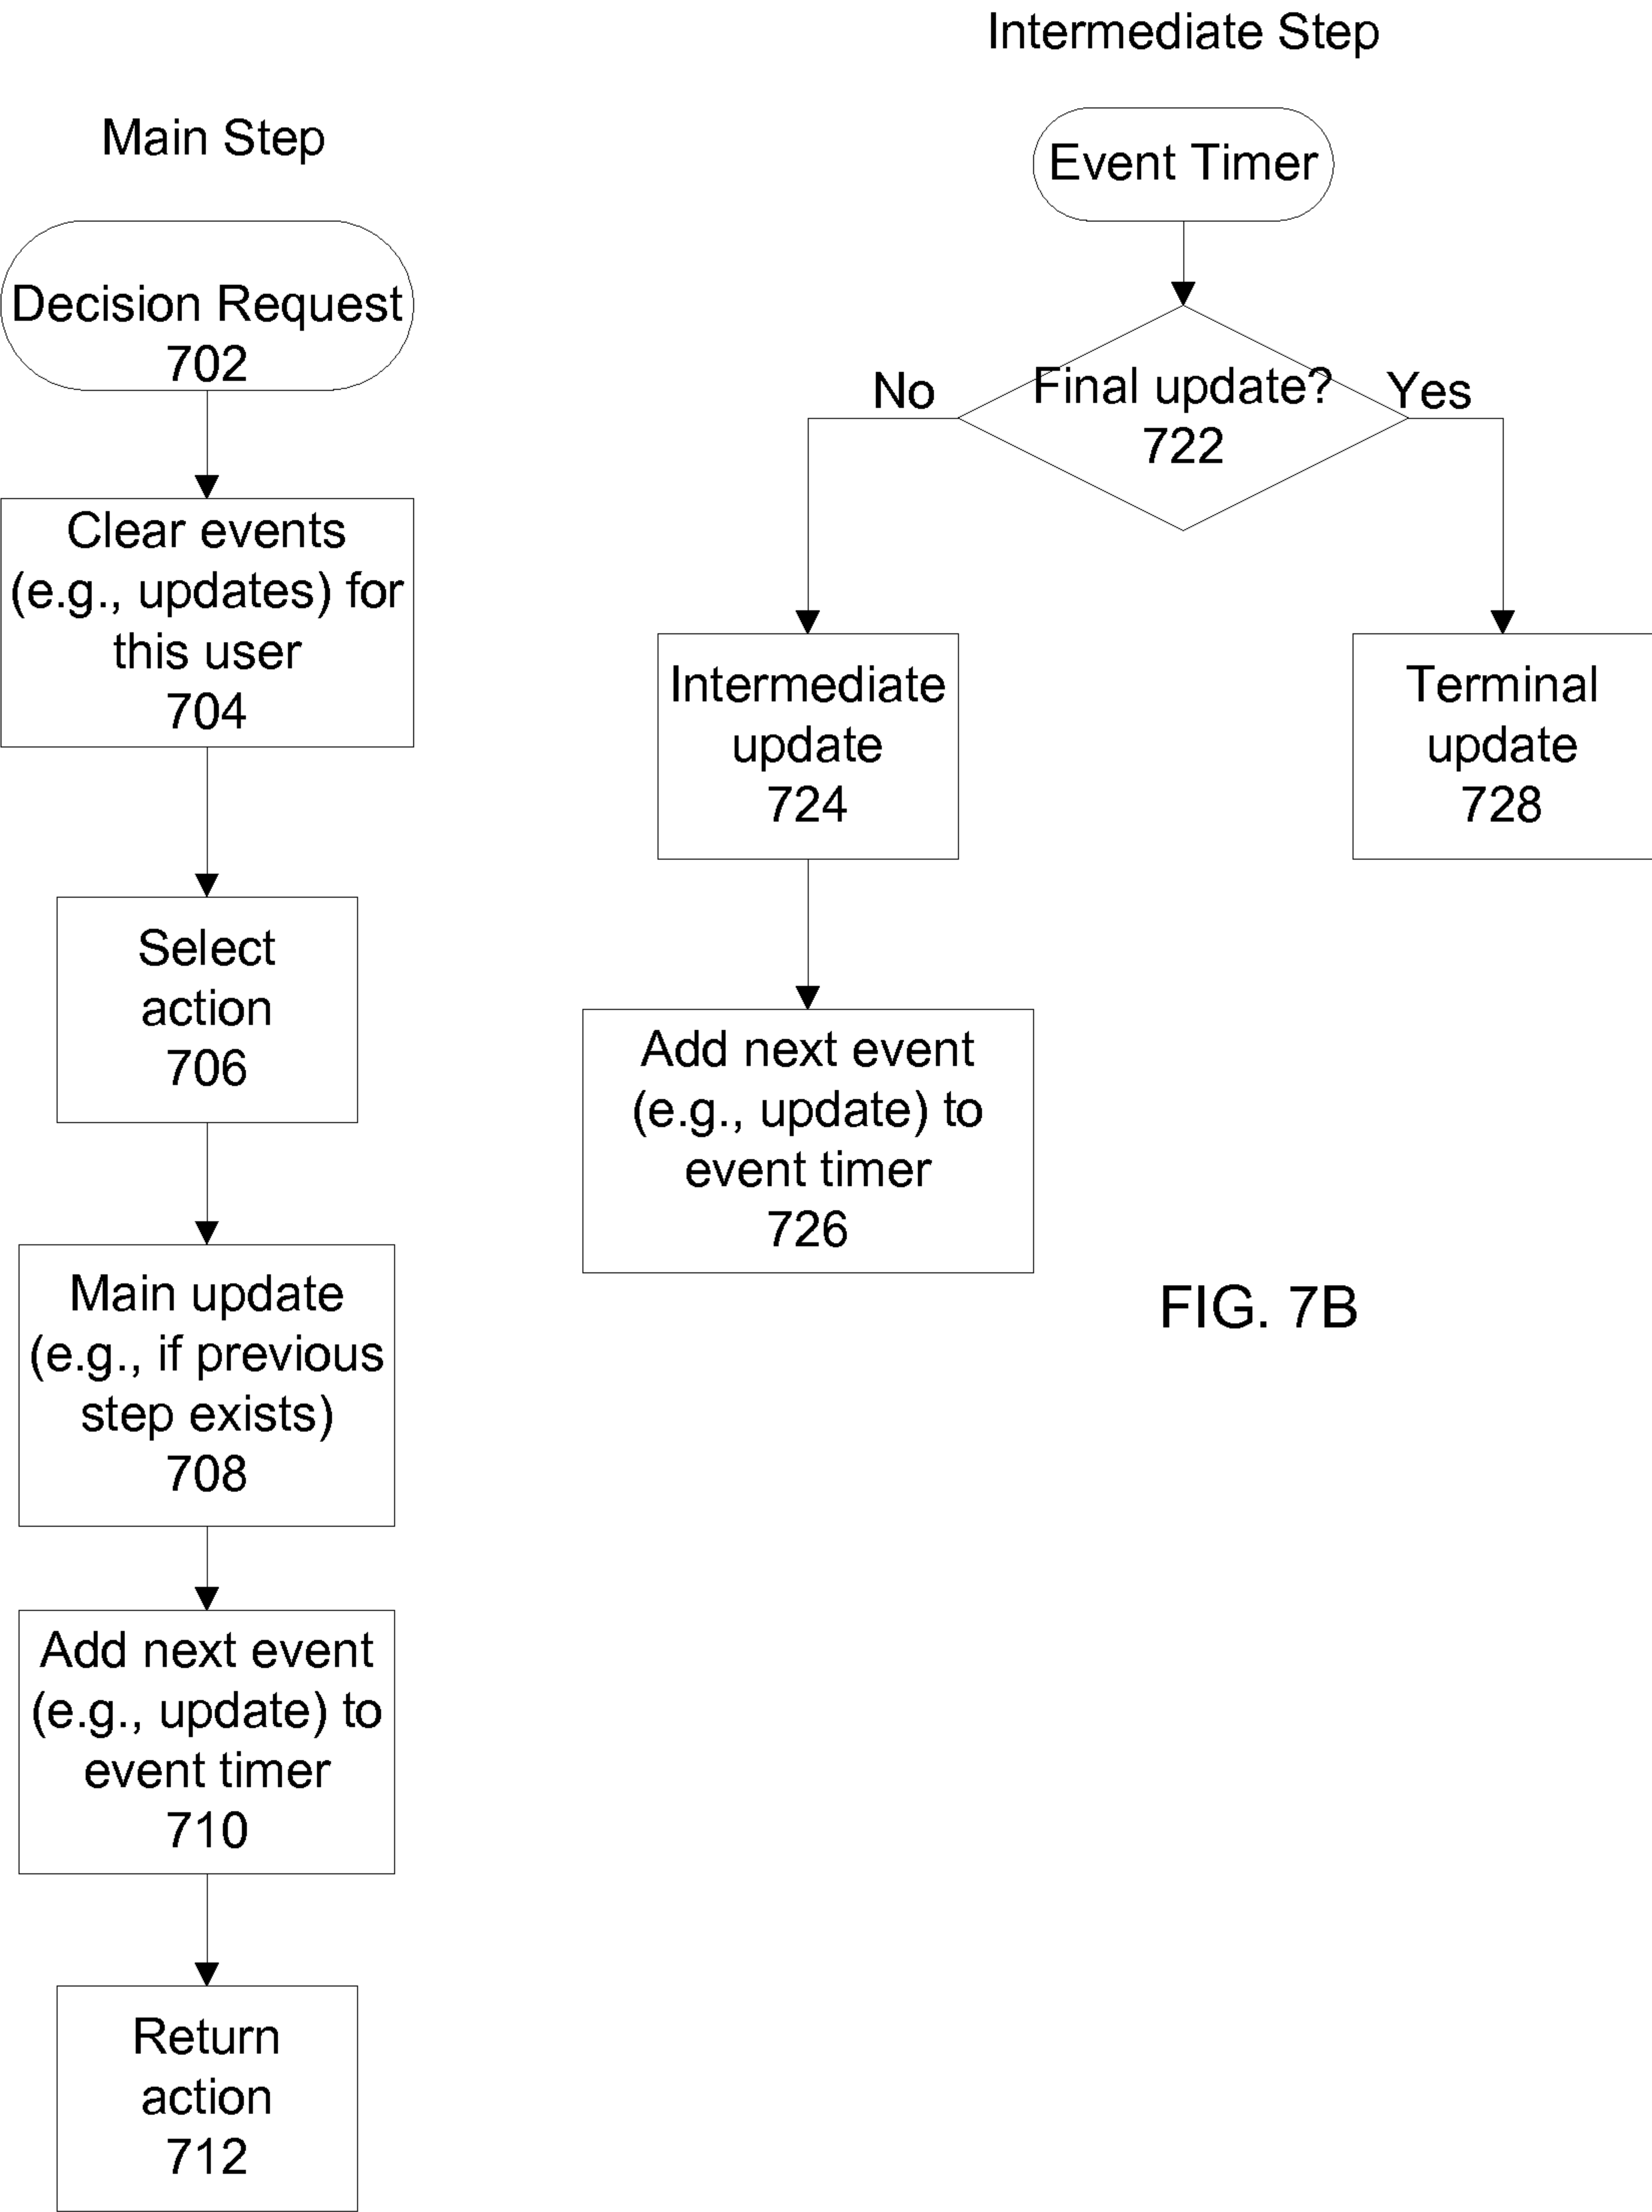 Main Step
Decision Request
702
Clear events
(e.g., updates) for
this user
704
Select
action
706
Main update
(e.g., if previous
step exists)
708
Add next event
(e.g., update) to
event timer
710
Return
action
712
Intermediate Step
Event Timer
Final update?
722
No
Yes
Intermediate
update
724
Terminal
update
728
Add next event
(e.g., update) to
event timer
726
FIG. 7B